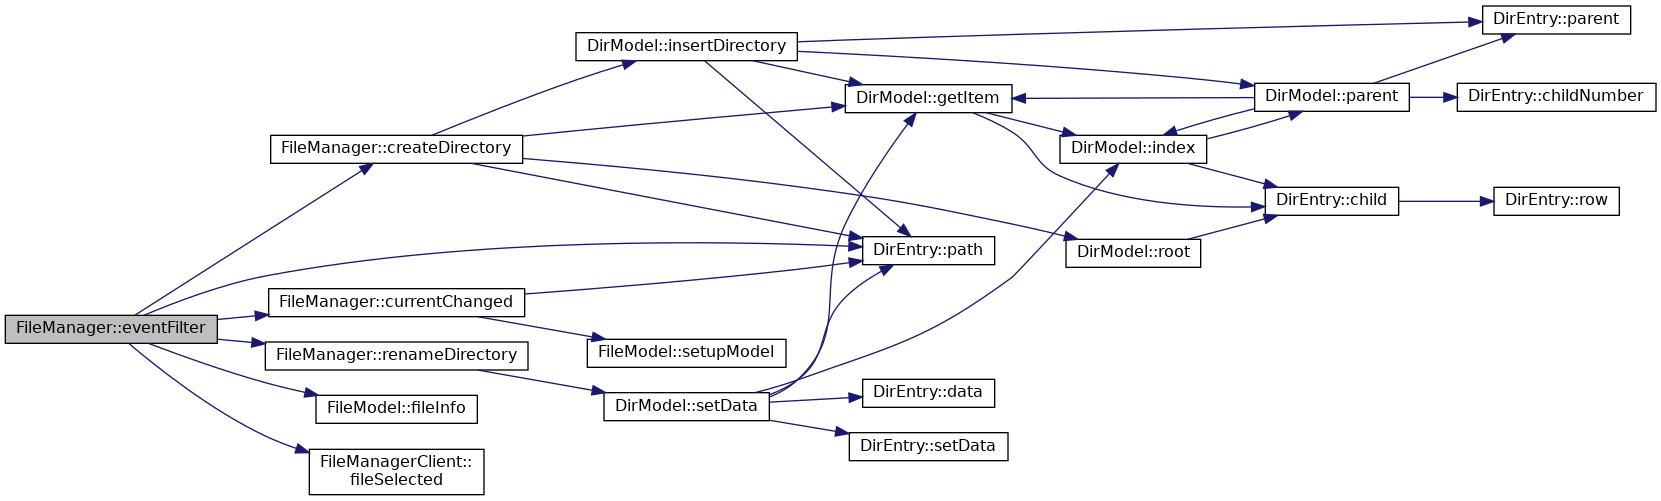 FileManager::eventFilter
FileManager::createDirectory
FileManager::currentChanged
FileManager::renameDirectory
FileModel::fileInfo
FileManagerClient::
fileSelected
DirModel::insertDirectory
FileModel::setupModel
DirModel::setData
DirModel::getItem
DirEntry::path
DirEntry::data
DirEntry::setData
DirModel::index
DirModel::root
DirModel::parent
DirEntry::child
DirEntry::parent
DirEntry::childNumber
DirEntry::row